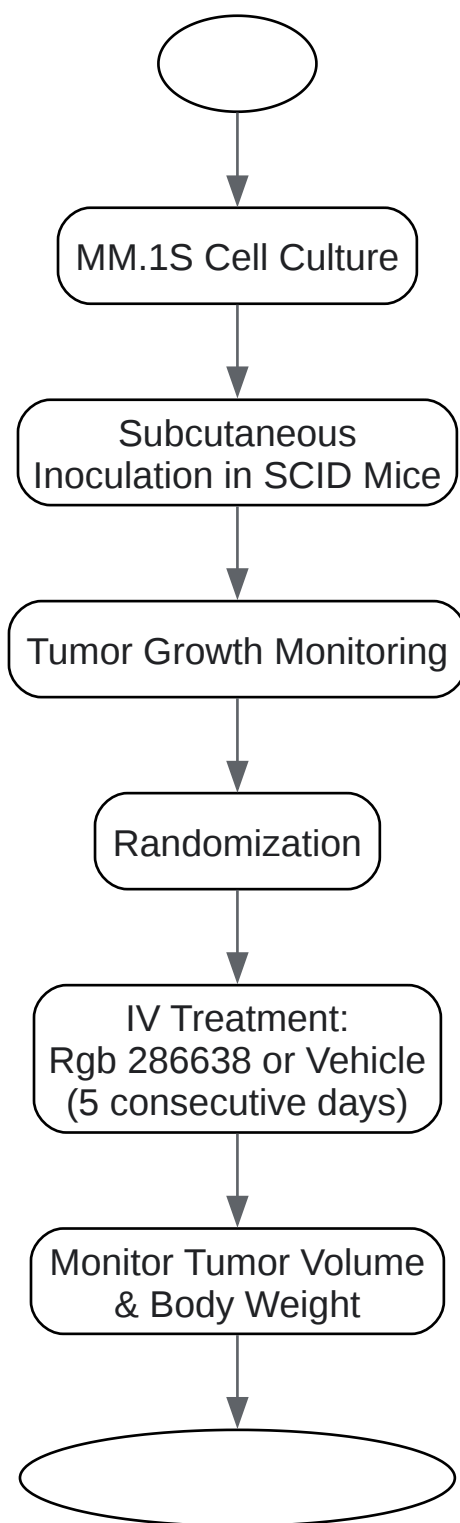 MM.1S Cell Culture
Subcutaneous
Inoculation in SCID Mice
Tumor Growth Monitoring
Randomization
IV Treatment:
Rgb 286638 or Vehicle
(5 consecutive days)
Monitor Tumor Volume
& Body Weight